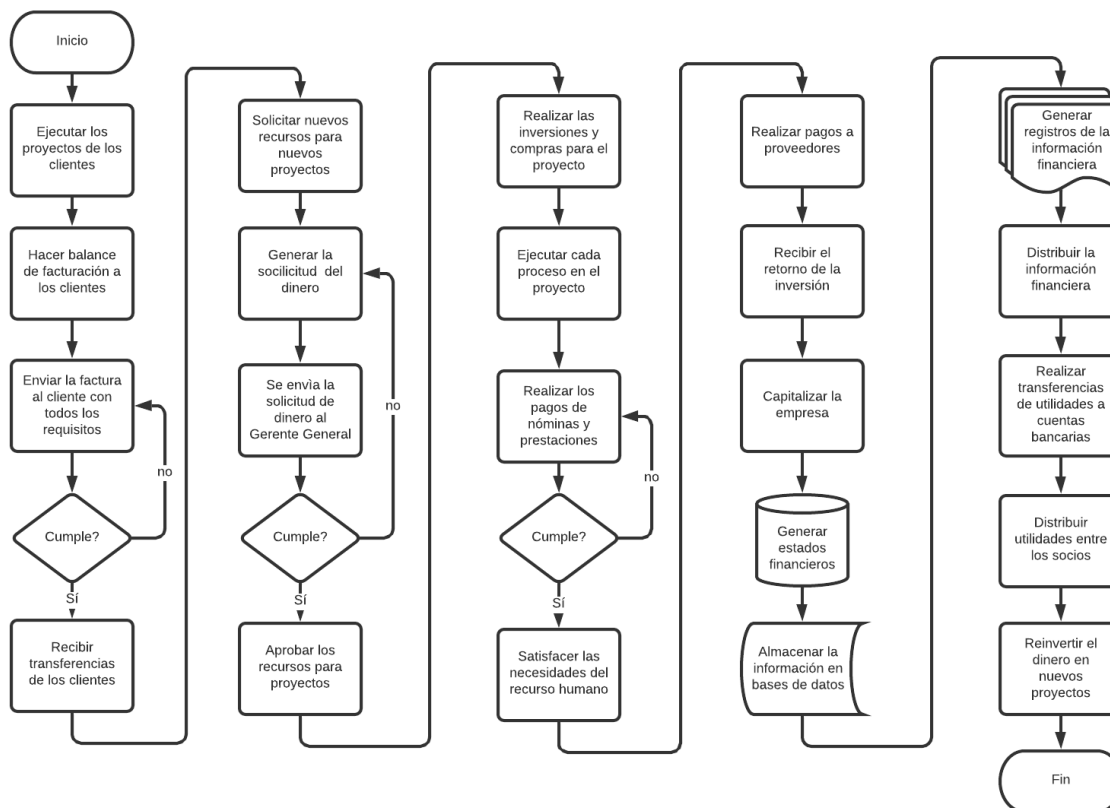 Inicio
Ejecutar los
proyectos de los
clientes
Hacer balance
de facturación a
los clientes
Enviar la factura
al cliente con
todos los
requisitos
no
Cumple?
Sí
Recibir
transferencias
de los clientes
Solicitar nuevos
recursos para
nuevos
proyectos
Generar la
socilicitud del
dinero
Se envìa la
solicitud de
dinero al
Gerente General
no
Cumple?
Sí
Aprobar los
recursos para
proyectos
Realizar las
inversiones y
compras para el
proyecto
Ejecutar cada
proceso en el
proyecto
Realizar los
pagos de
nóminas y
prestaciones
no
Cumple?
Sí
Satisfacer las
necesidades del
recurso humano
Realizar pagos a
proveedores
Recibir el
retorno de la
inversión
Capitalizar la
empresa
Generar
estados
financieros
Almacenar la
información en
bases de datos
Generar
registros de la
información
financiera
Distribuir la
información
financiera
Realizar
transferencias
de utilidades a
cuentas
bancarias
Distribuir
utilidades entre
los socios
Reinvertir el
dinero en
nuevos
proyectos
Fin